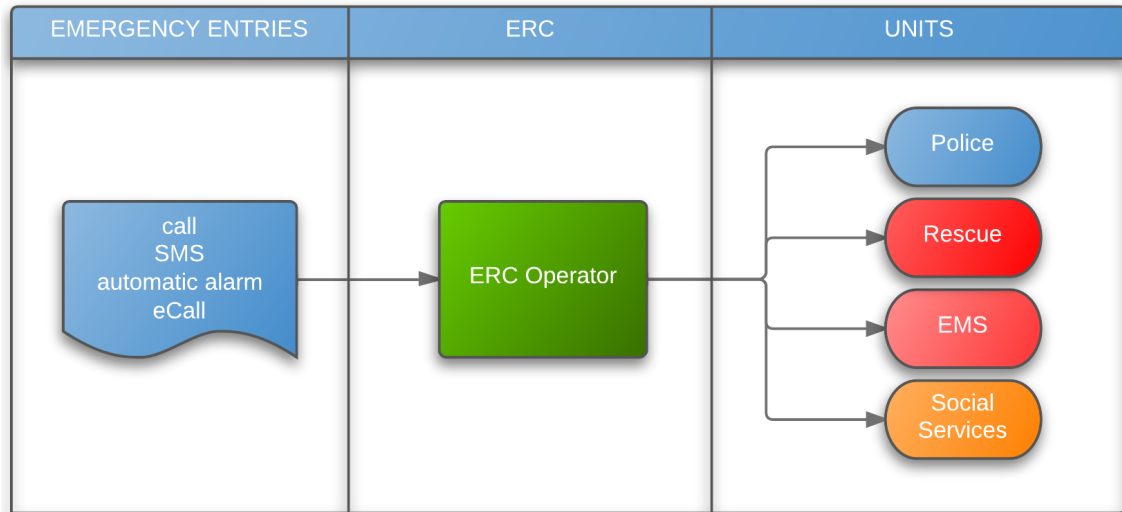 EMERGENCY ENTRIES
ERC
UNITS
call
SMS
automatic alarm
eCall
ERC Operator
Police
Rescue
EMS
Social
Services